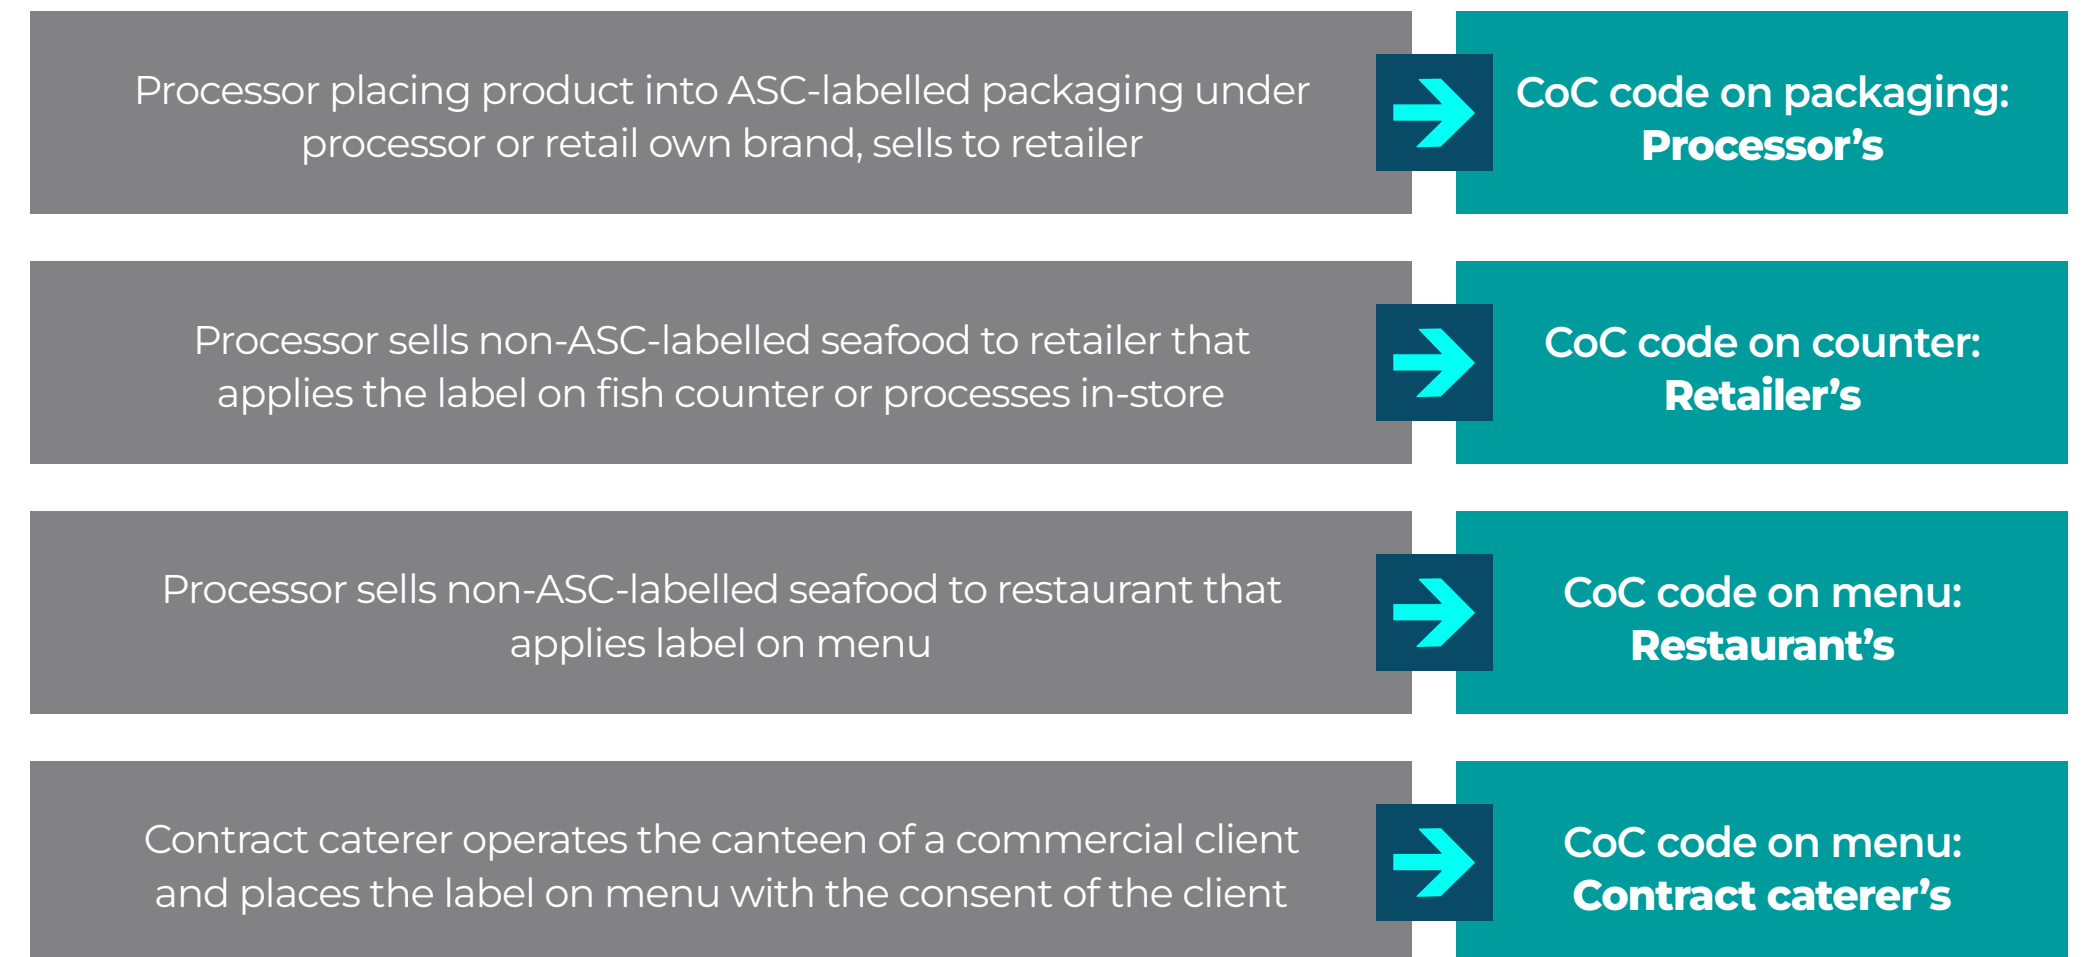 Processor placing product into ASC-labelled packaging under
processor or retail own brand, sells to retailer
CoC code on packaging:
Processor’s
Processor sells non-ASC-labelled seafood to retailer that
applies the label on fish counter or processes in-store
CoC code on counter:
Retailer’s
Processor sells non-ASC-labelled seafood to restaurant that
applies label on menu
CoC code on menu:
Restaurant’s
Contract caterer operates the canteen of a commercial client
and places the label on menu with the consent of the client
CoC code on menu:
Contract caterer’s